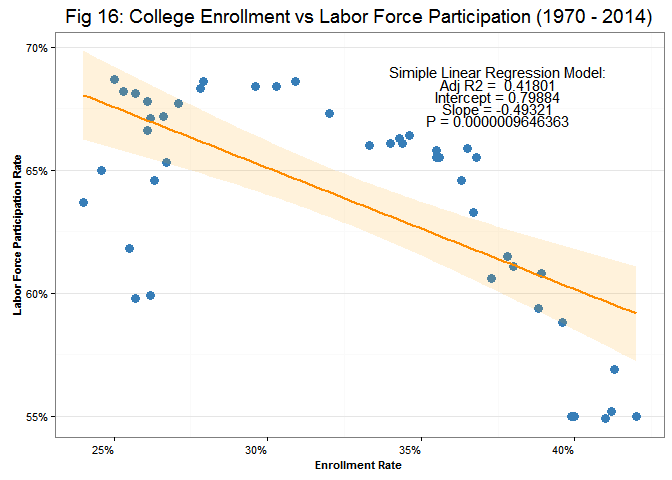 Fig 16: College Enrollment vs Labor Force Participation (1970 - 2014)
70%
Simiple Linear Regression Model:
Adj R2 = 0.41801
Intercept = 0.79884
Slope = -0.49321
P = 0.0000009646363
65%
60%
55%
Labor Force Participation Rate
25%
30%
35%
40%
Enrollment Rate